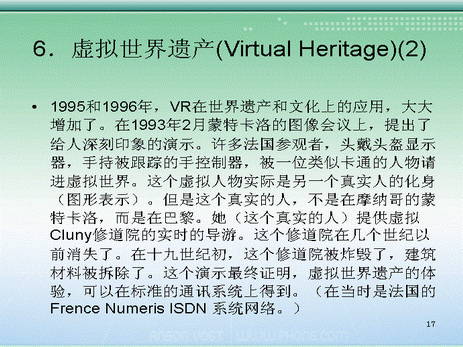 6．虚拟世界遗产(Virtual Heritage)(2)
• 1995和1996年，VR在世界遗产和文化上的应用，大大
增加了。在1993年2月蒙特卡洛的图像会议上，提出了
给人深刻印象的演示。许多法国参观者，头戴头盔显示
器，手持被跟踪的手控制器，被一位类似卡通的人物请
进虚拟世界。这个虚拟人物实际是另一个真实人的化身
（图形表示）。但是这个真实的人，不是在摩纳哥的蒙
特卡洛，而是在巴黎。她（这个真实的人）提供虚拟
Cluny修道院的实时的导游。这个修道院在几个世纪以
前消失了。在十九世纪初，这个修道院被炸毁了，建筑
材料被拆除了。这个演示最终证明，虚拟世界遗产的体
验，可以在标准的通讯系统上得到。（在当时是法国的
Frence Numeris ISDN 系统网络。）
17